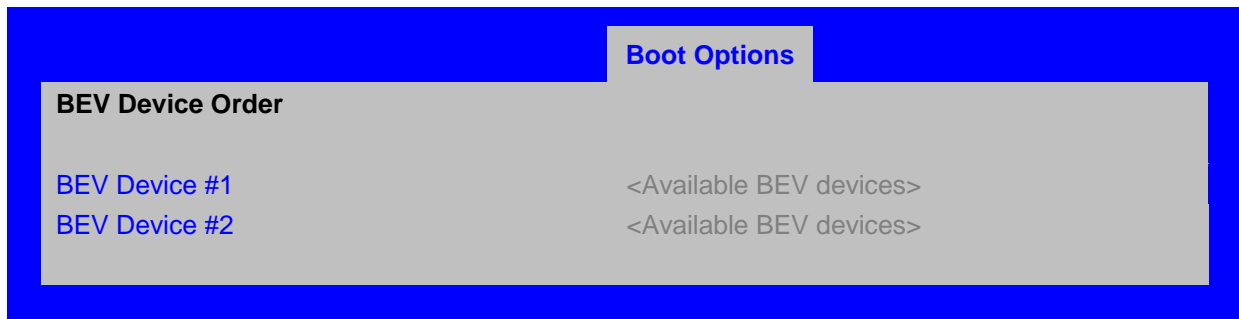 Boot Options
BEV Device Order
BEV Device #1 <Available BEV devices>
BEV Device #2 <Available BEV devices>